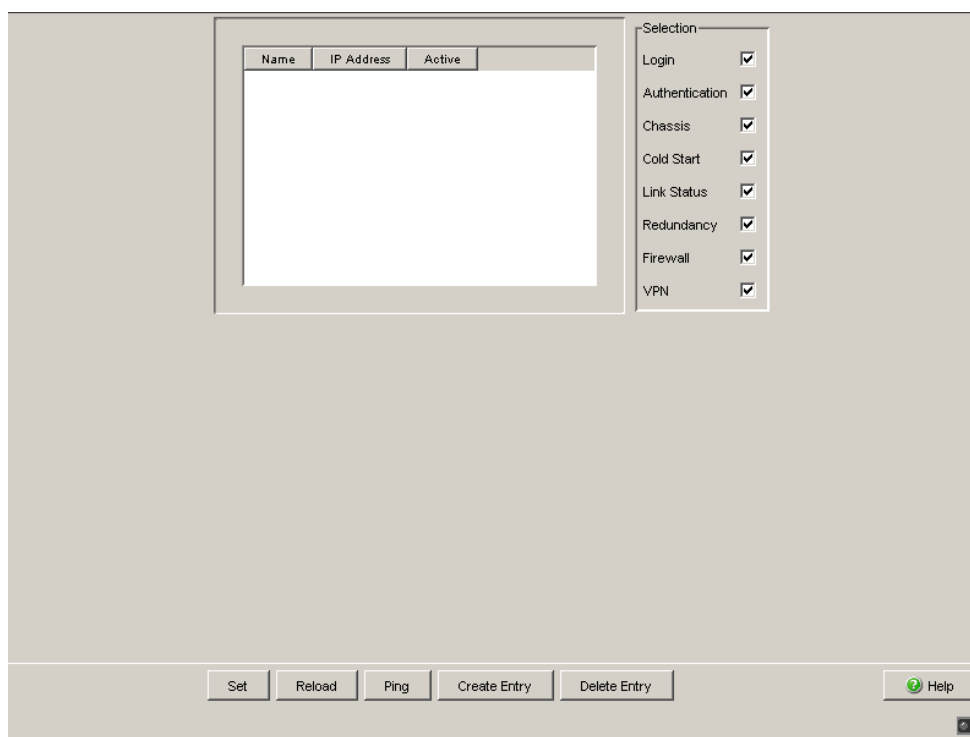 Selection
Name IP Address Active
Login
Authentication
Chassis
Cold Start
Link Status
Redundancy
Firewall
VPN
Set Reload Ping Create Entry Delete Entry Help